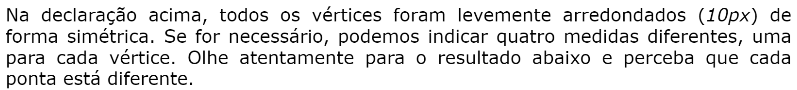 Na declaração acima, todos os vértices foram levemente arredondados (10px) de
forma simétrica. Se for necessário, podemos indicar quatro medidas diferentes, uma
para cada vértice. Olhe atentamente para o resultado abaixo e perceba que cada
ponta está diferente.